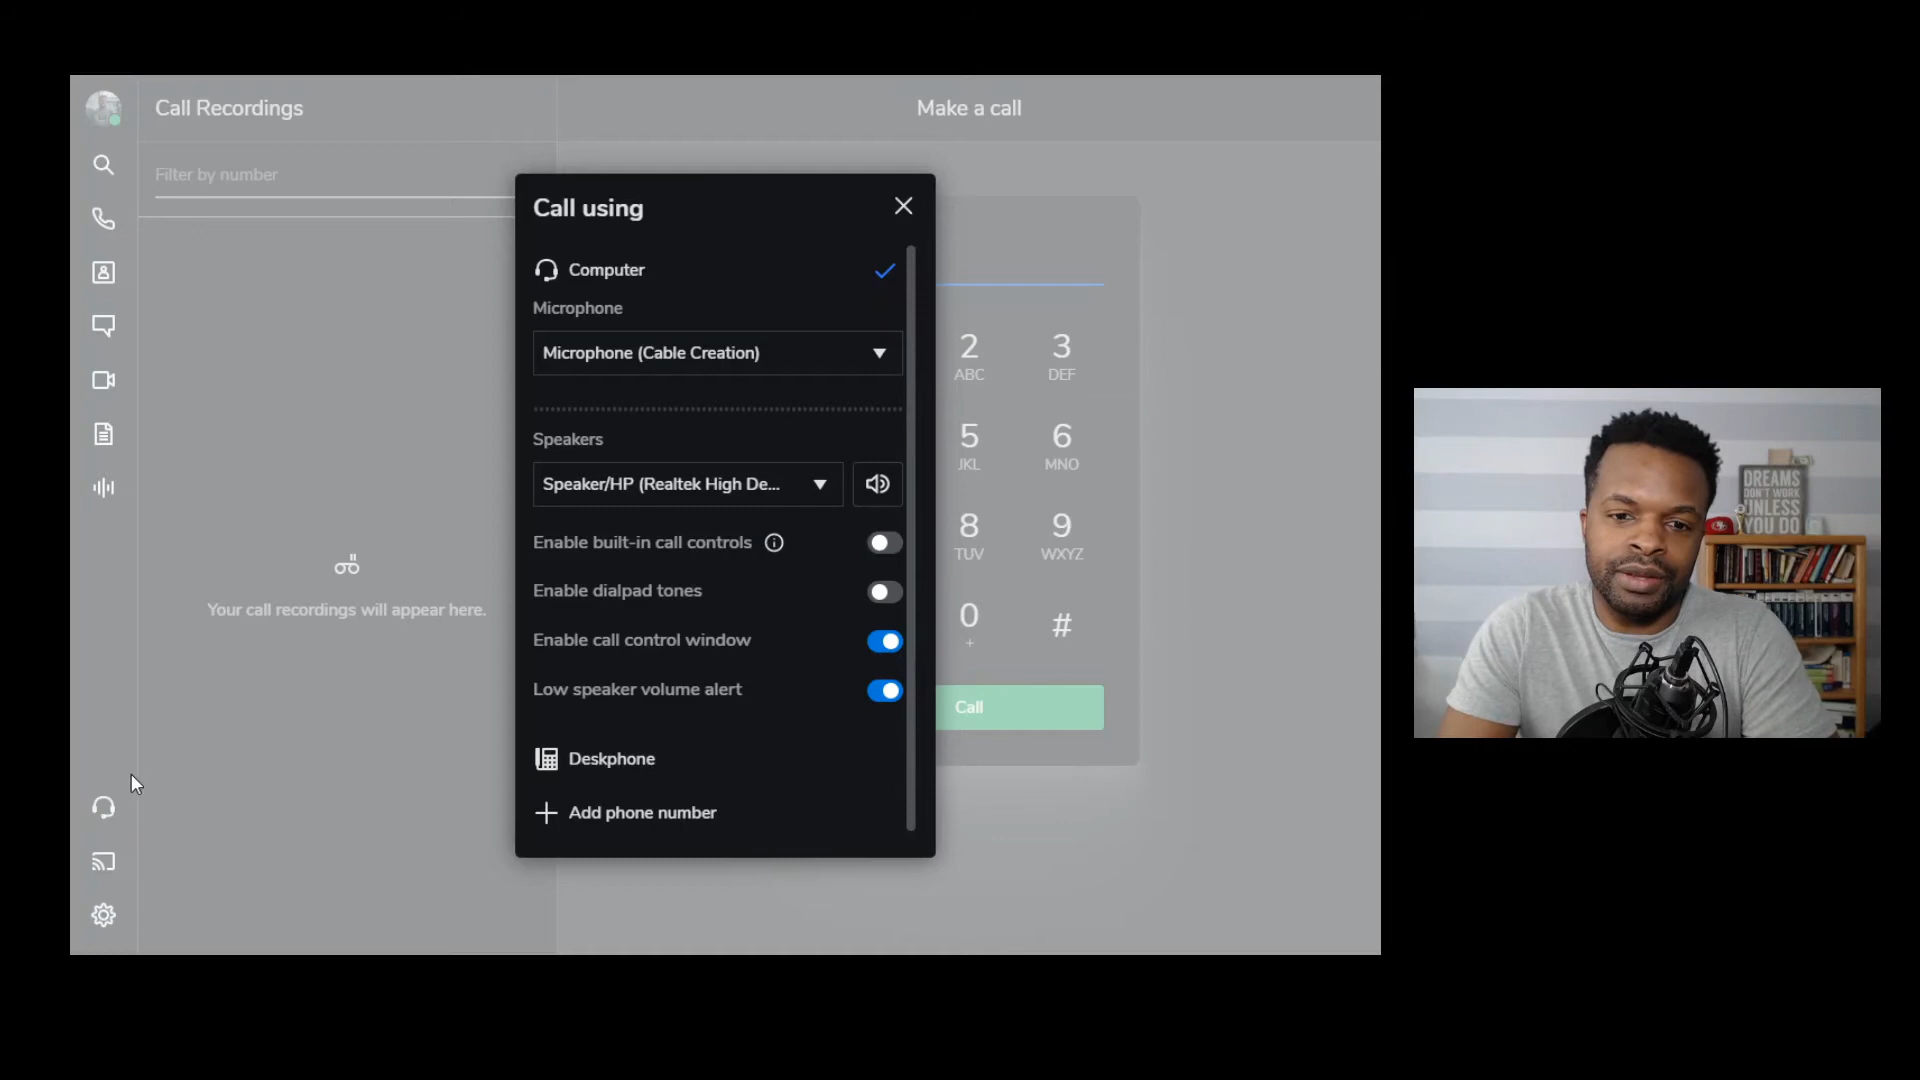 Call Recordings
Make a call
Filter by number
Call using
Computer
Microphone
Microphone (Cable Creation)
Speakers
Speaker/HP (Realtek High De...
Enable built-in call controls
Enable dialpad tones
Enable call control window
Low speaker volume alert
Deskphone
Add phone number
Your call recordings will appear here.
2
ABC
3
DEF
5
JKL
6
MNO
8
TUV
9
WXYZ
0
+
#
Call
DREAMS
DON'T WORK
UNLESS
YOU DO